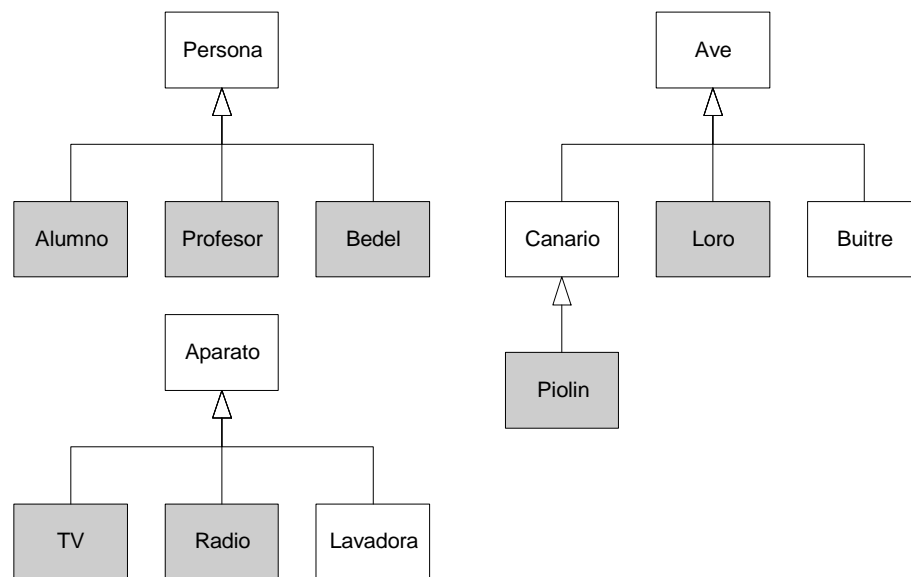 Persona
Ave
Alumno
Profesor
Bedel
Canario
Loro
Buitre
Aparato
Piolin
TV
Radio
Lavadora